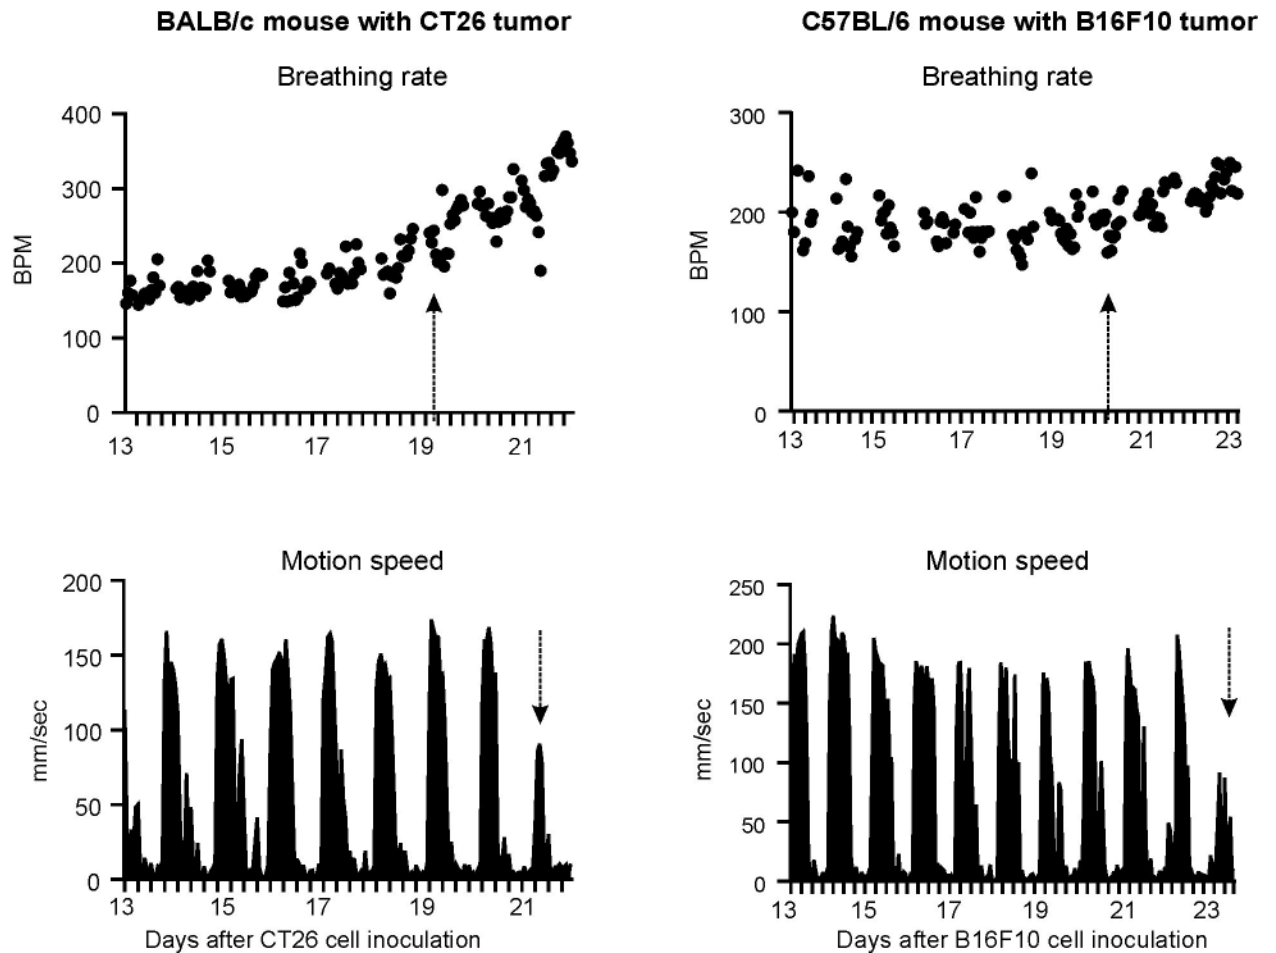 BALB/c mouse with CT26 tumor
Breathing rate
BPM
400
300
200
100
0
13 15 17 19 21
C57BL/6 mouse with B16F10 tumor
Breathing rate
BPM
300
200
100
0
13 15 17 19 21 23
Motion speed
mm/sec
200
150
100
50
0
13 15 17 19 21
Days after CT26 cell inoculation
Motion speed
mm/sec
250
200
150
100
50
0
13 15 17 19 21 23
Days after B16F10 cell inoculation